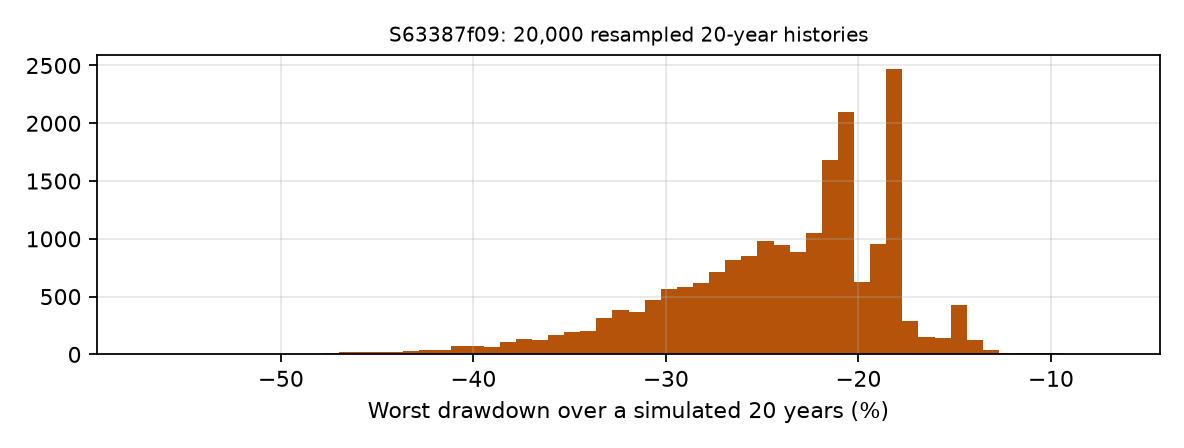 S63387f09: 20,000 resampled 20-year histories
2500
2000
1500
1000
500
0
−50 −40 −30 −20 −10
Worst drawdown over a simulated 20 years (%)